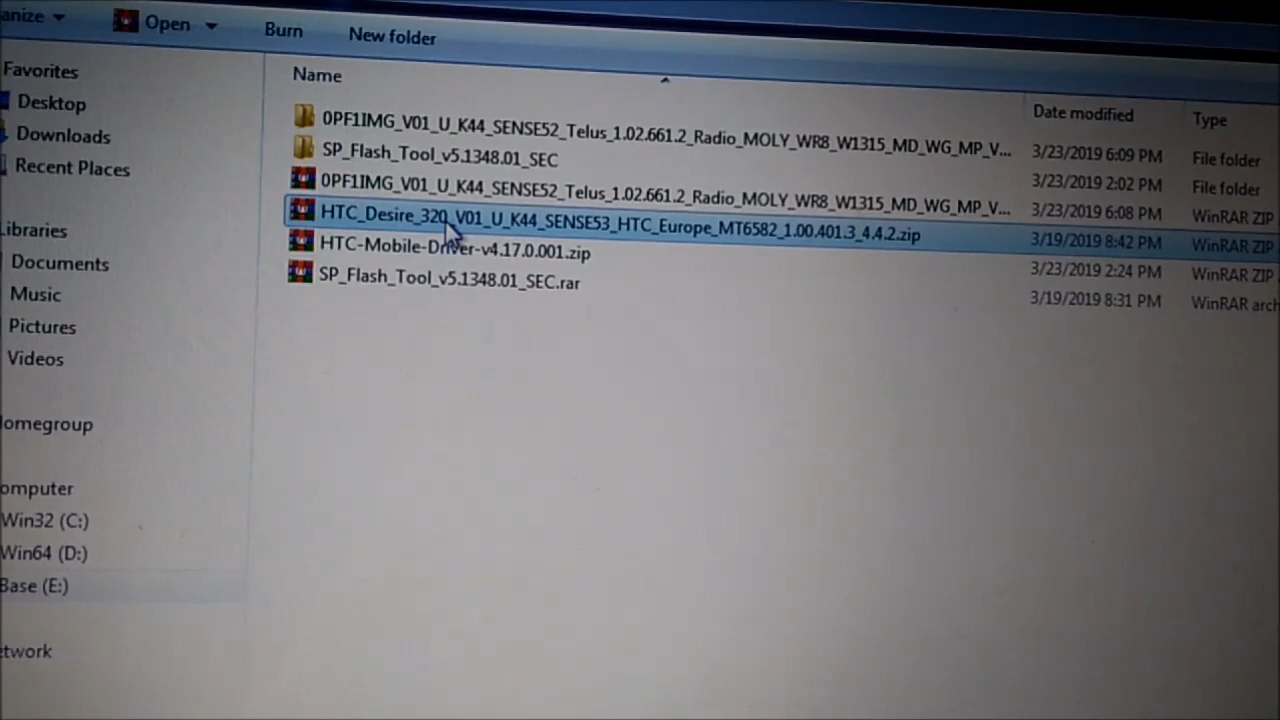 anize Open Burn New folder
Favorites
Desktop
Downloads
Recent Places
Libraries
Documents
Music
Pictures
Videos
omegroup
omputer
Win32 (C:)
Win64 (D:)
Base (E:)
etwork
Name Date modified Type
0PF1IMG_V01_U_K44_SENSE52_Telus_1.02.661.2_Radio_MOLY_WR8_W1315_MD_WG_MP_V... 3/23/2019 6:09 PM File folder
SP_Flash_Tool_v5.1348.01_SEC 3/23/2019 2:02 PM File folder
0PF1IMG_V01_U_K44_SENSE52_Telus_1.02.661.2_Radio_MOLY_WR8_W1315_MD_WG_MP_V... 3/23/2019 6:08 PM WinRAR ZIP
HTC_Desire_320_V01_U_K44_SENSE53_HTC_Europe_MT6582_1.00.401.3_4.4.2.zip 3/19/2019 8:42 PM WinRAR ZIP
HTC-Mobile-Driver-v4.17.0.001.zip 3/23/2019 2:24 PM WinRAR ZIP
SP_Flash_Tool_v5.1348.01_SEC.rar 3/19/2019 8:31 PM WinRAR arch